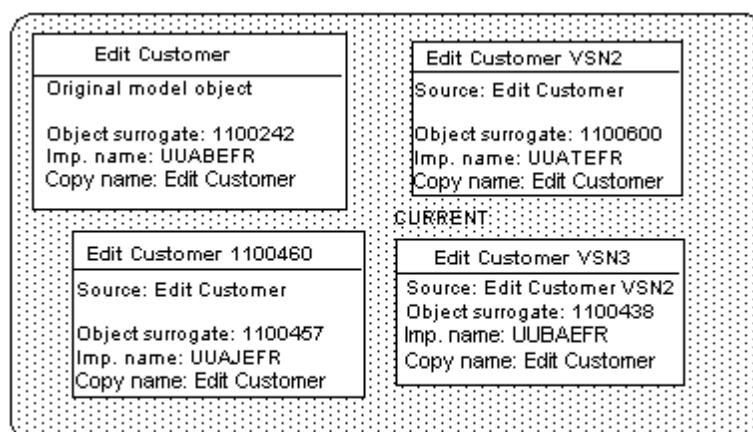 Edit Customer
Original model object
Object surrogate: 1100242
Imp. name: UUABEFR
Copy name: Edit Customer
Edit Customer VSN2
Source: Edit Customer
Object surrogate: 1100600
Imp. name: UUATEFR
Copy name: Edit Customer
Edit Customer 1100460
Source: Edit Customer
Object surrogate: 1100457
Imp. name: UUAJEFR
Copy name: Edit Customer
CURRENT
Edit Customer VSN3
Source: Edit Customer VSN2
Object surrogate: 1100438
Imp. name: UUBAEFR
Copy name: Edit Customer